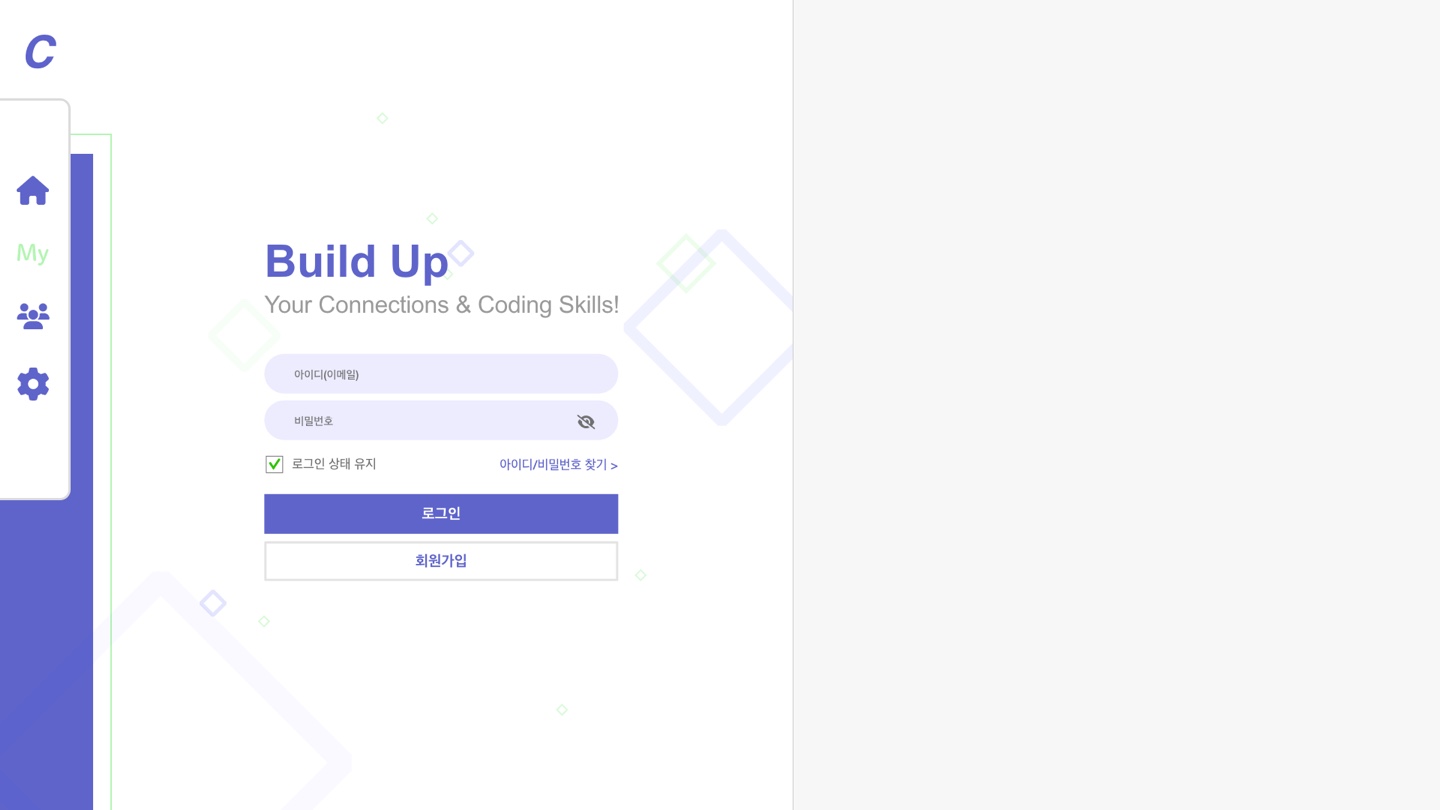 C
My
Build Up
Your Connections & Coding Skills!
아이디(이메일)
비밀번호
로그인 상태 유지
아이디/비밀번호 찾기 >
로그인
회원가입